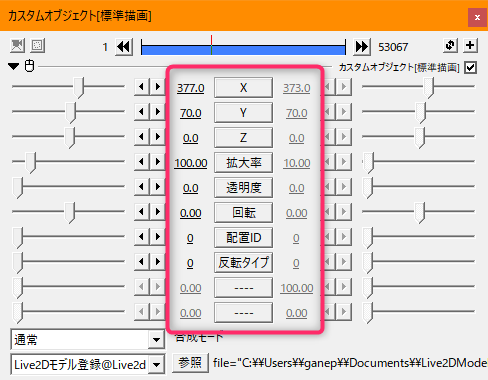 カスタムオブジェクト[標準描画]
1 53067
カスタムオブジェクト[標準描画]
377.0 X 373.0
70.0 Y 70.0
0.0 Z 0.0
100.00 拡大率 10.00
0.0 透明度 0.0
0.00 回転 0.00
0 配置ID 0
0 反転タイプ 0
0.00 ---- 100.00
0.00 ---- 0.00
通常 合成モード
Live2Dモデル登録@Live2d 参照 file="C:¥¥Users¥¥ganep¥¥Documents¥¥Live2DMode